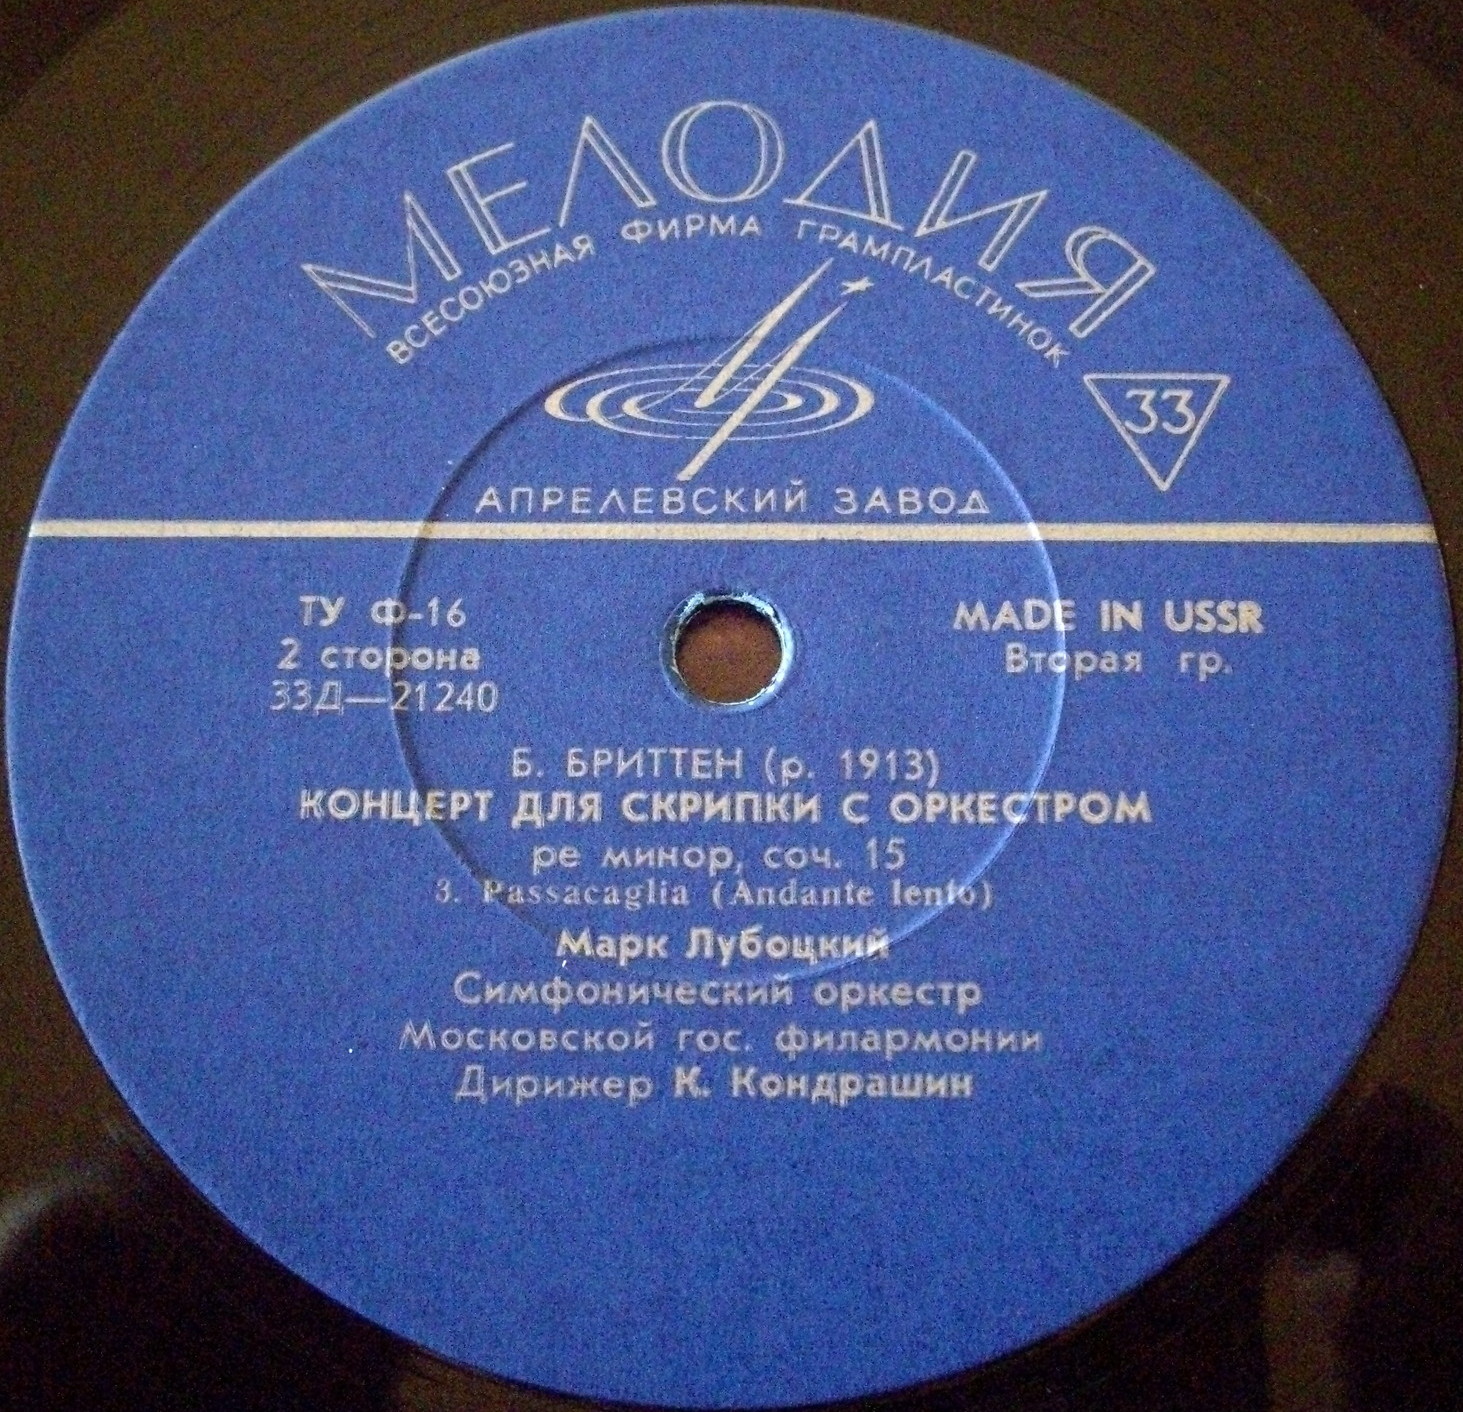 МЕЛОДИЯ
ВСЕСОЮЗНАЯ ФИРМА ГРАМПЛАСТИНОК
33
АПРЕЛЕВСКИЙ ЗАВОД
ТУ Ф-16
2 сторона
33Д—21240
MADE IN USSR
Вторая гр.
Б. БРИТТЕН (р. 1913)
КОНЦЕРТ ДЛЯ СКРИПКИ С ОРКЕСТРОМ
ре минор, соч. 15
3. Passacaglia (Andante lento)
Марк Лубоцкий
Симфонический оркестр
Московской гос. филармонии
Дирижер К. Кондрашин